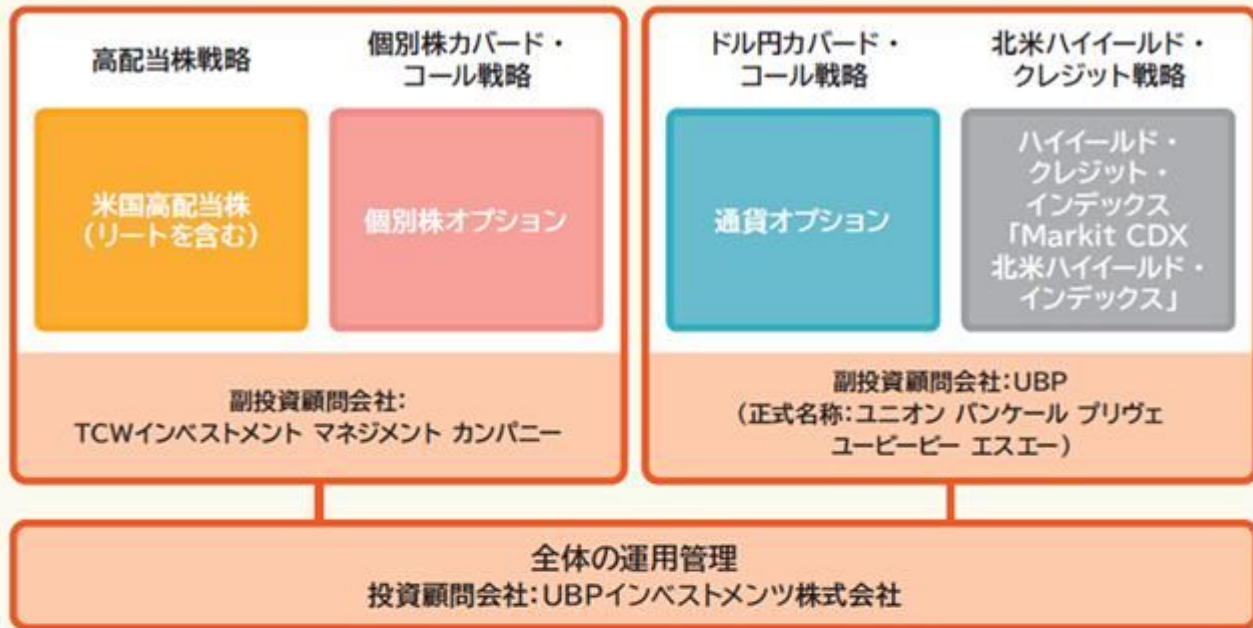 高配当株戦略
個別株カバード・
コール戦略
米国高配当株
(リートを含む)
個別株オプション
副投資顧問会社:
TCWインベストメント マネジメント カンパニー
ドル円カバード・
コール戦略
北米ハイイールド・
クレジット戦略
通貨オプション
ハイイールド・
クレジット・
インデックス
「Markit CDX
北米ハイイールド・
インデックス」
副投資顧問会社:UBP
(正式名称:ユニオン バンケール プリヴェ
ユービーピー エスエー)
全体の運用管理
投資顧問会社:UBPインベストメンツ株式会社